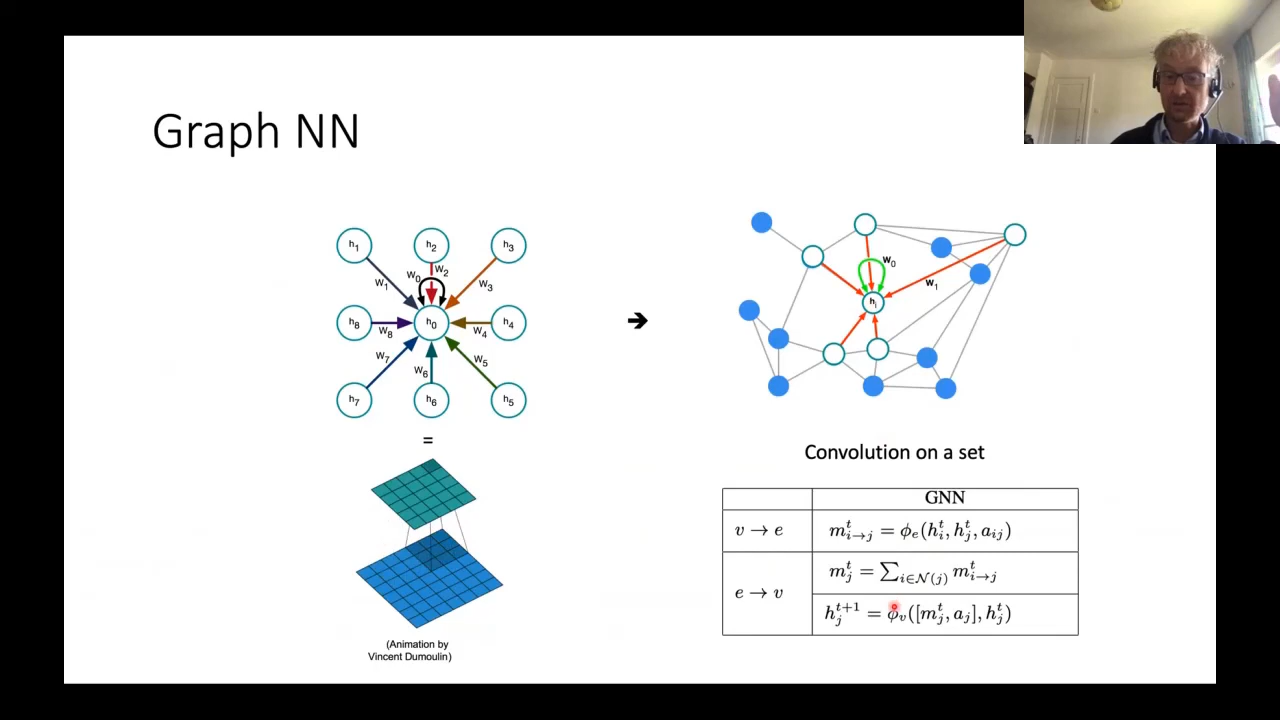 Graph NN
h₁ h₂ h₃
w₀ w₂
w₁ w₃
h₈ h₀ h₄
w₈ w₄
w₇ w₆ w₅
h₇ h₆ h₅
=
(Animation by
Vincent Dumoulin)
➔
w₀
w₁
hᵢ
Convolution on a set
GNN
v → e m^t_{i→j} = ϕ_e(h^t_i, h^t_j, a_{ij})
m^t_j = ∑_{i∈𝒩(j)} m^t_{i→j}
e → v
h^{t+1}_j = ϕ_v([m^t_j, a_j], h^t_j)